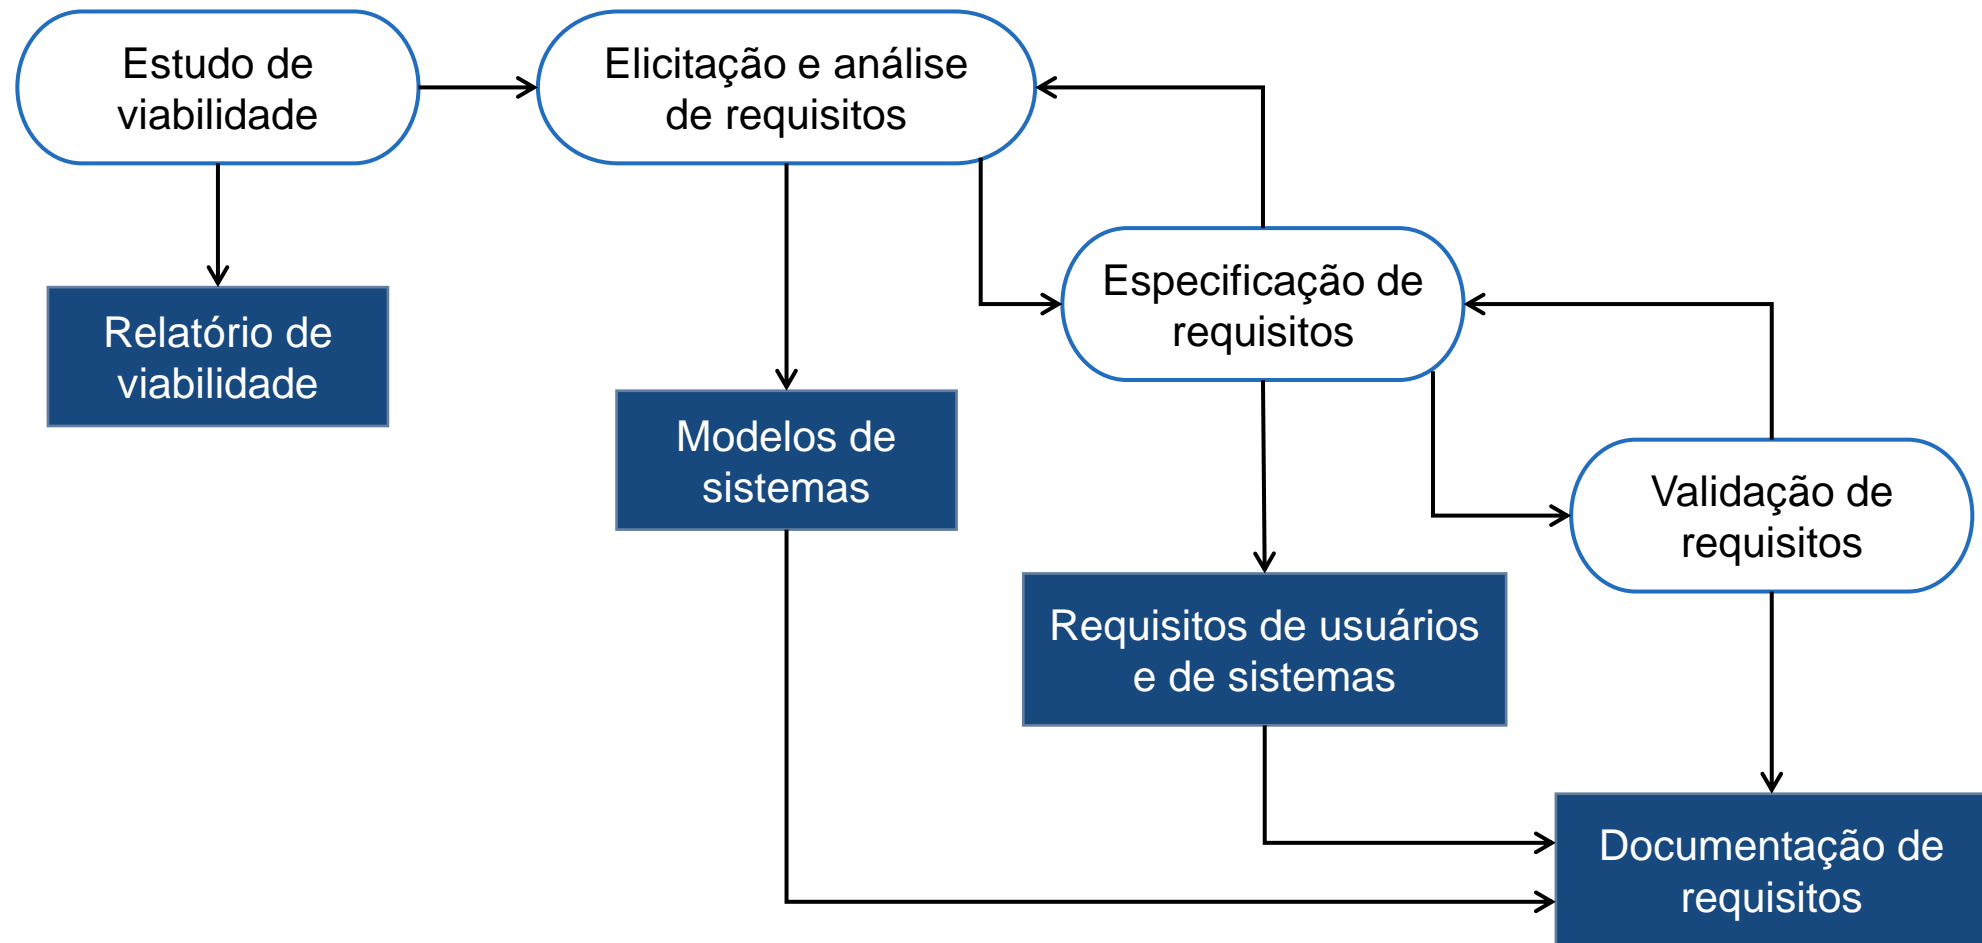 Estudo de
viabilidade
Elicitação e análise
de requisitos
Especificação de
requisitos
Relatório de
viabilidade
Modelos de
sistemas
Validação de
requisitos
Requisitos de usuários
e de sistemas
Documentação de
requisitos